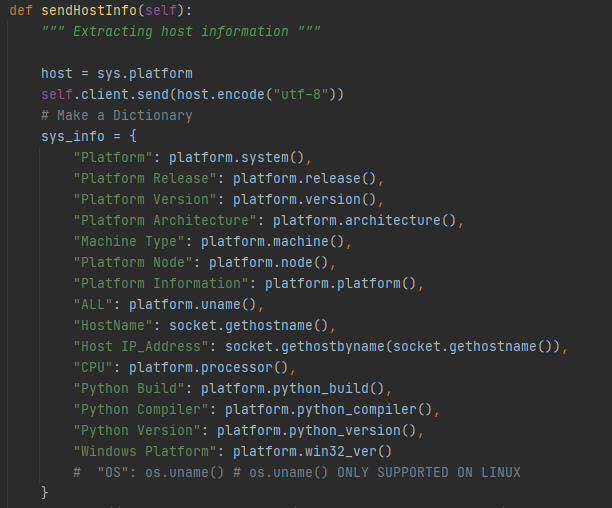 def sendHostInfo(self):
    """ Extracting host information """
    host = sys.platform
    self.client.send(host.encode("utf-8"))
    # Make a Dictionary
    sys_info = {
        "Platform": platform.system(),
        "Platform Release": platform.release(),
        "Platform Version": platform.version(),
        "Platform Architecture": platform.architecture(),
        "Machine Type": platform.machine(),
        "Platform Node": platform.node(),
        "Platform Information": platform.platform(),
        "ALL": platform.uname(),
        "HostName": socket.gethostname(),
        "Host IP_Address": socket.gethostbyname(socket.gethostname()),
        "CPU": platform.processor(),
        "Python Build": platform.python_build(),
        "Python Compiler": platform.python_compiler(),
        "Python Version": platform.python_version(),
        "Windows Platform": platform.win32_ver()
        #  "OS": os.uname() # os.uname() ONLY SUPPORTED ON LINUX
    }